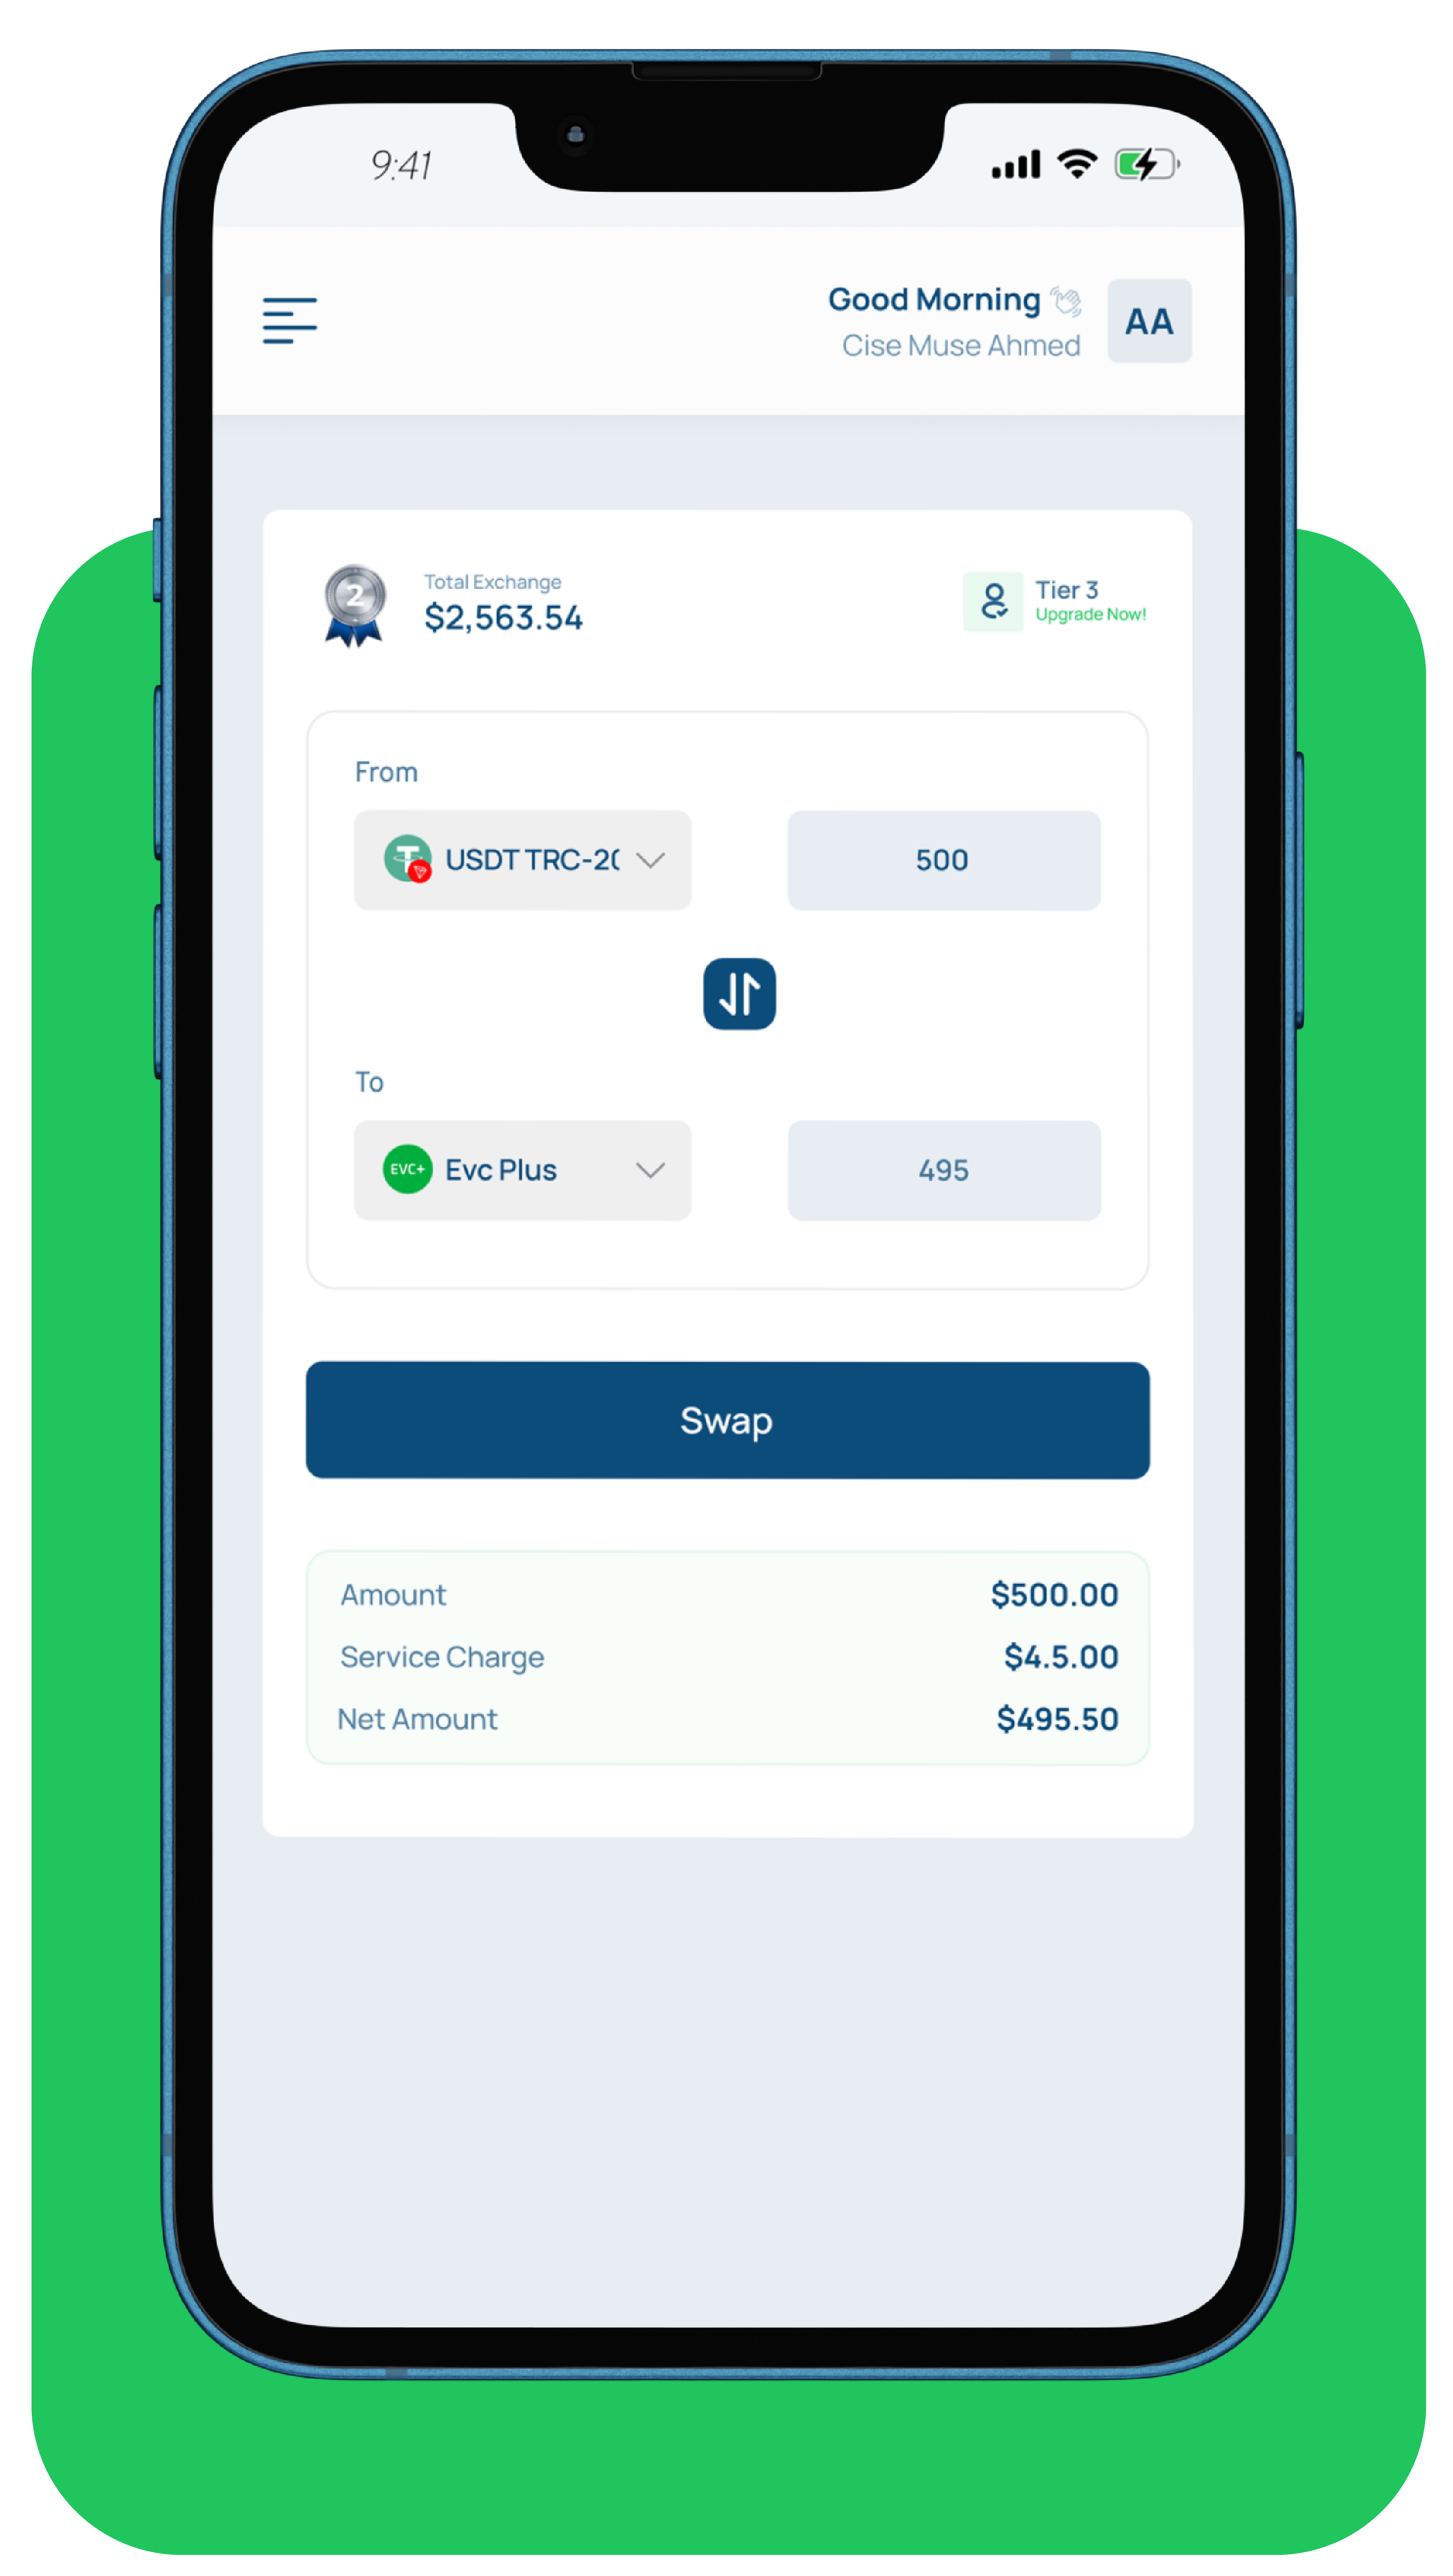 9:41
Good Morning
Cise Muse Ahmed
AA
2
Total Exchange
$2,563.54
Tier 3
Upgrade Now!
From
USDT TRC-20
500
To
EVC+
Evc Plus
495
Swap
Amount
$500.00
Service Charge
$4.5.00
Net Amount
$495.50